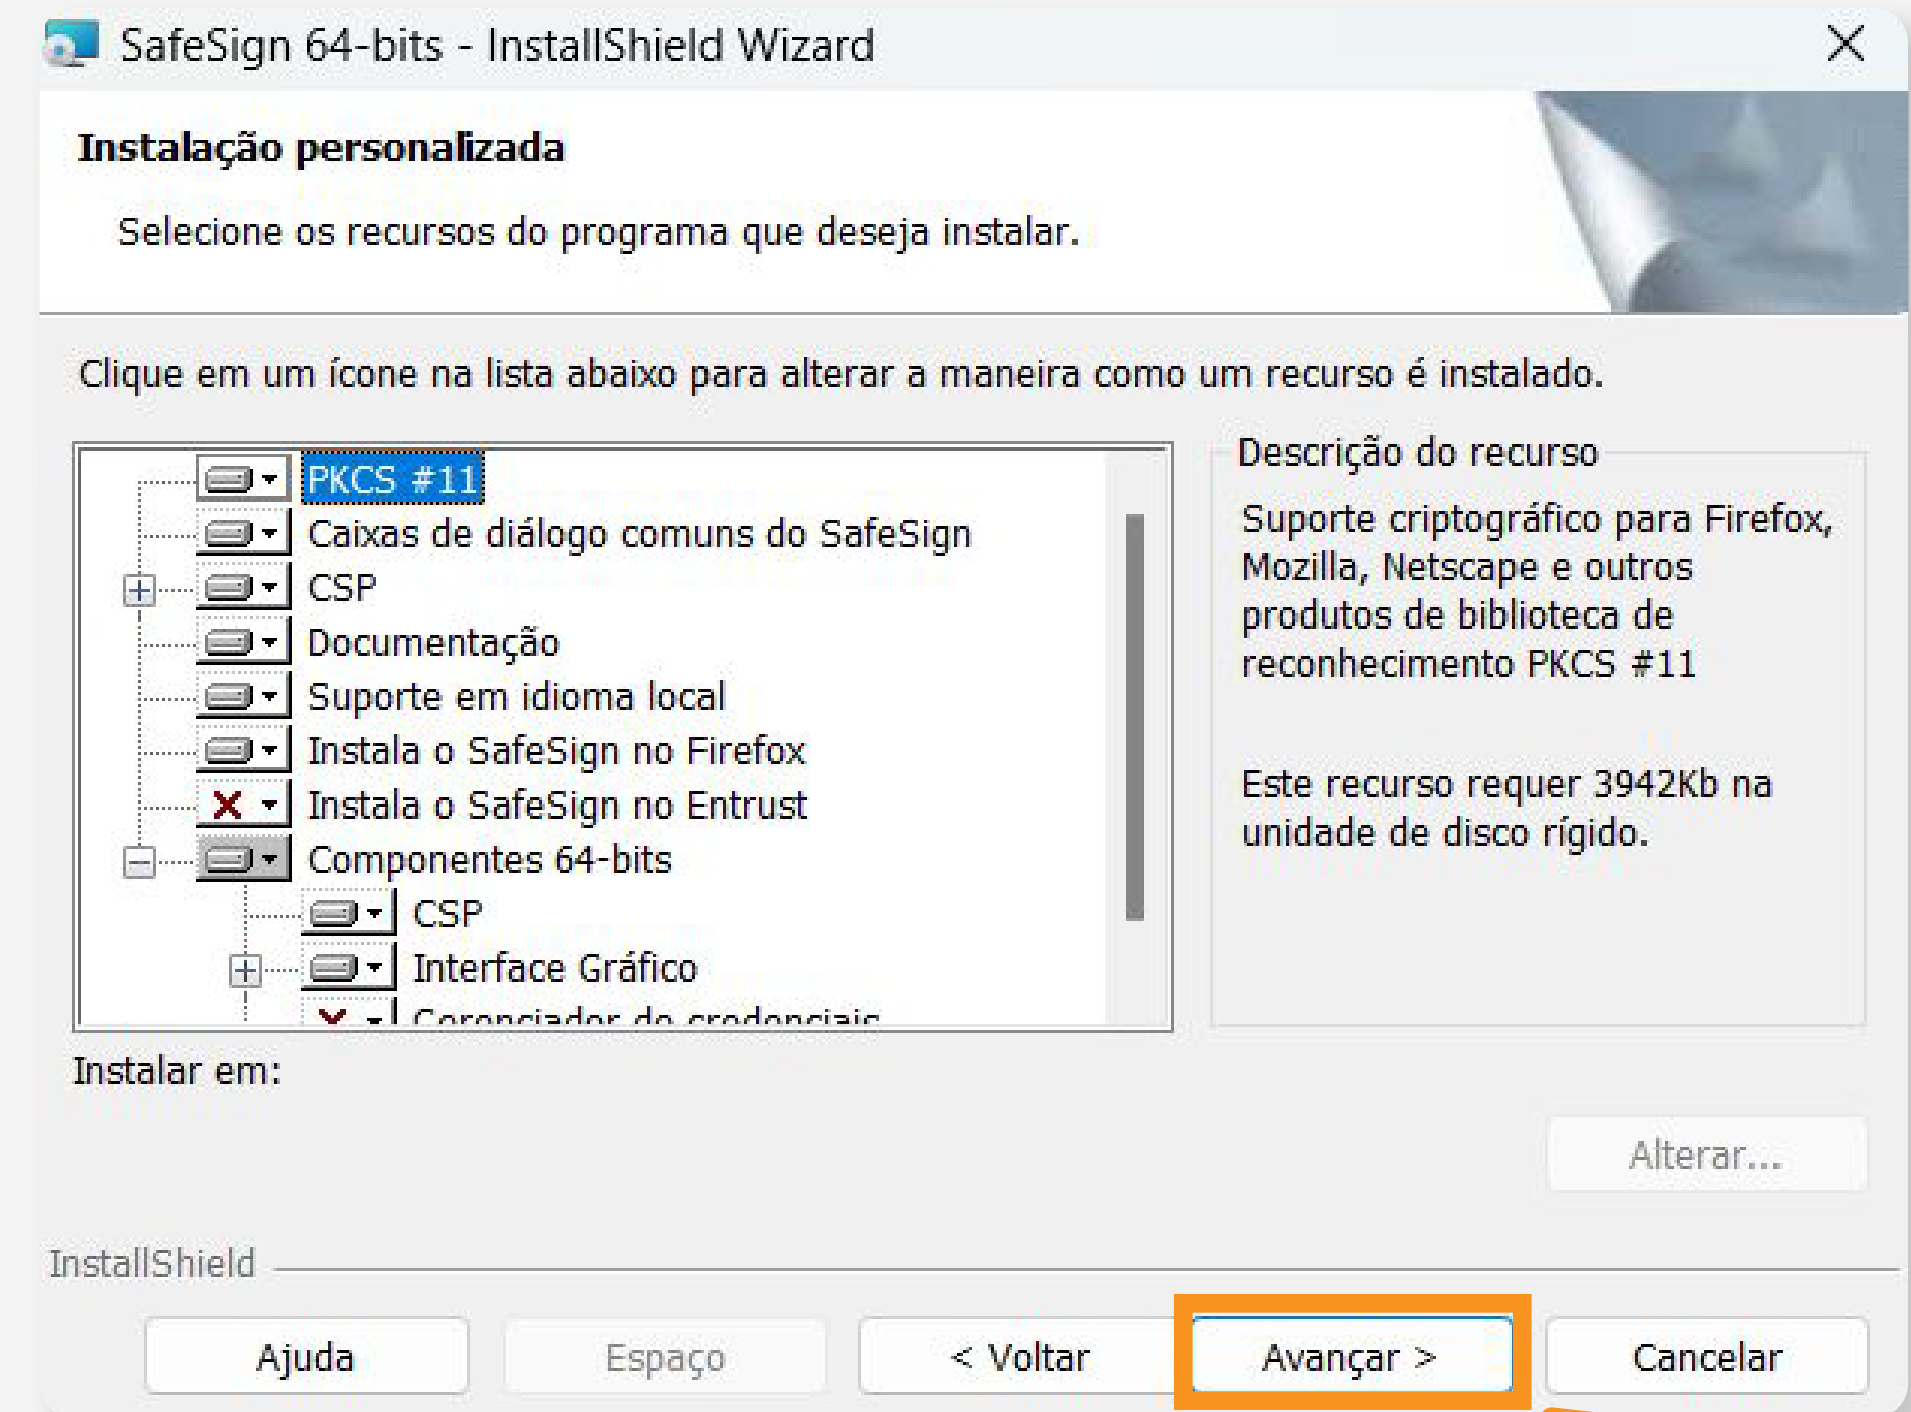 SafeSign 64-bits - InstallShield Wizard
Instalação personalizada
Selecione os recursos do programa que deseja instalar.
Clique em um ícone na lista abaixo para alterar a maneira como um recurso é instalado.
PKCS #11
Caixas de diálogo comuns do SafeSign
CSP
Documentação
Suporte em idioma local
Instala o SafeSign no Firefox
Instala o SafeSign no Entrust
Componentes 64-bits
CSP
Interface Gráfico
Gerenciador de credenciais
Descrição do recurso
Suporte criptográfico para Firefox,
Mozilla, Netscape e outros
produtos de biblioteca de
reconhecimento PKCS #11
Este recurso requer 3942Kb na
unidade de disco rígido.
Instalar em:
Alterar...
InstallShield
Ajuda
Espaço
< Voltar
Avançar >
Cancelar